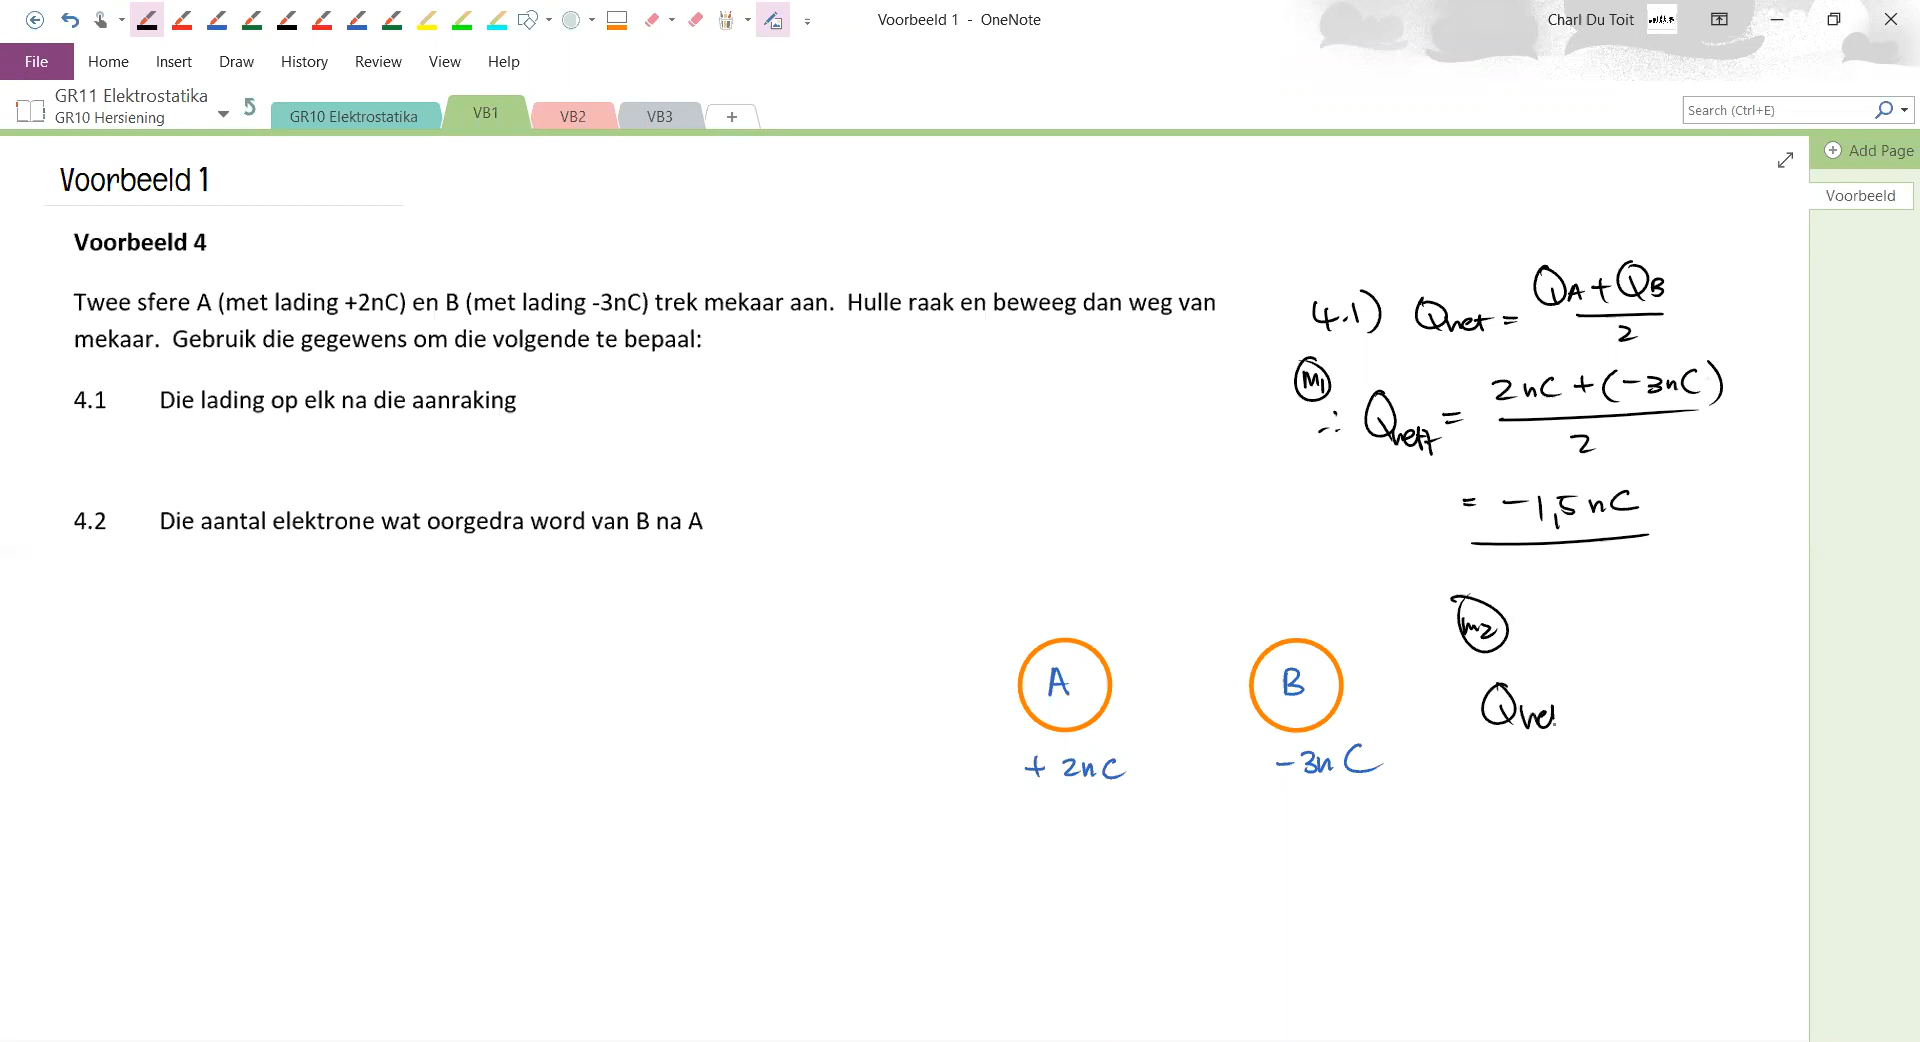 Voorbeeld 1 - OneNote
Charl Du Toit
File Home Insert Draw History Review View Help
GR11 Elektrostatika
GR10 Hersiening
GR10 Elektrostatika VB1 VB2 VB3 +
Search (Ctrl+E)
Add Page
Voorbeeld
Voorbeeld 1
Voorbeeld 4
Twee sfere A (met lading +2nC) en B (met lading -3nC) trek mekaar aan. Hulle raak en beweeg dan weg van
mekaar. Gebruik die gegewens om die volgende te bepaal:
4.1 Die lading op elk na die aanraking
4.2 Die aantal elektrone wat oorgedra word van B na A
4.1) Qnet = QA + QB / 2
M1
∴ Qnett = 2nC + (-3nC) / 2
= -1,5nC
M2
Qne
A
B
+ 2nC
-3nC